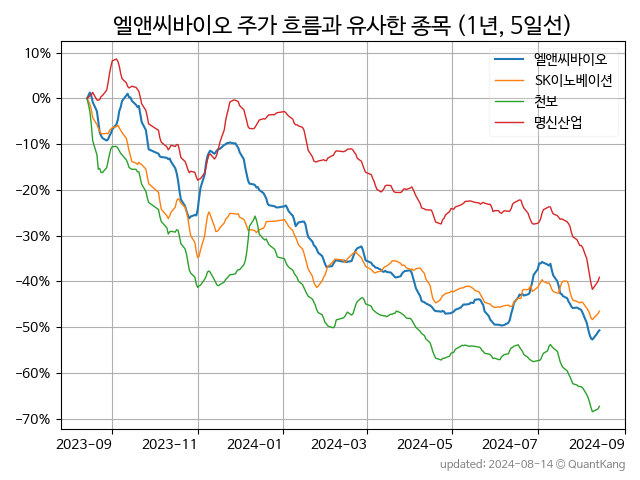 엘앤씨바이오 주가 흐름과 유사한 종목 (1년, 5일선)
엘앤씨바이오
SK이노베이션
천보
명신산업
10%
0%
−10%
−20%
−30%
−40%
−50%
−60%
−70%
2023-09 2023-11 2024-01 2024-03 2024-05 2024-07 2024-09
updated: 2024-08-14 © QuantKang